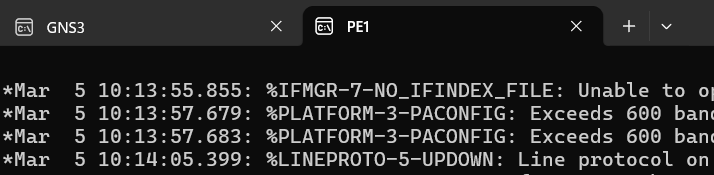 GNS3 PE1
*Mar  5 10:13:55.855: %IFMGR-7-NO_IFINDEX_FILE: Unable to op
*Mar  5 10:13:57.679: %PLATFORM-3-PACONFIG: Exceeds 600 band
*Mar  5 10:13:57.683: %PLATFORM-3-PACONFIG: Exceeds 600 band
*Mar  5 10:14:05.399: %LINEPROTO-5-UPDOWN: Line protocol on